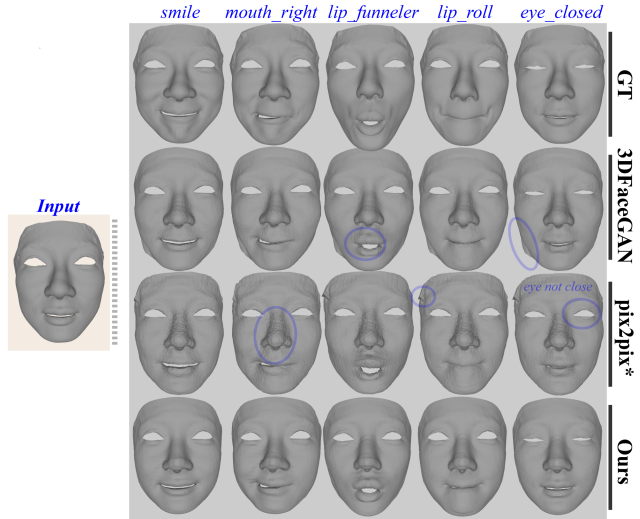 smile mouth_right lip_funneler lip_roll eye_closed
GT
3DFaceGAN
Input
eye not close
pix2pix*
Ours